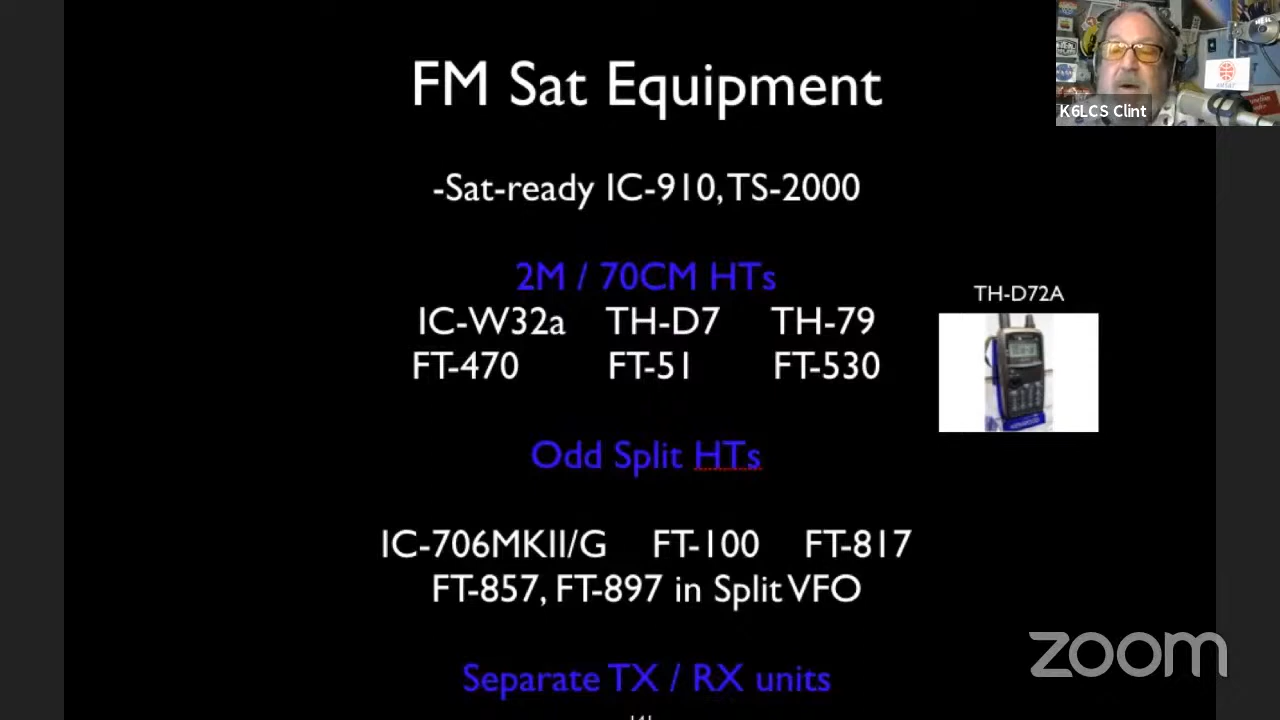 FM Sat Equipment
K6LCS Clint
-Sat-ready IC-910, TS-2000
2M / 70CM HTs
TH-D72A
IC-W32a TH-D7 TH-79
FT-470 FT-51 FT-530
Odd Split HTs
IC-706MKII/G FT-100 FT-817
FT-857, FT-897 in Split VFO
zoom
Separate TX / RX units